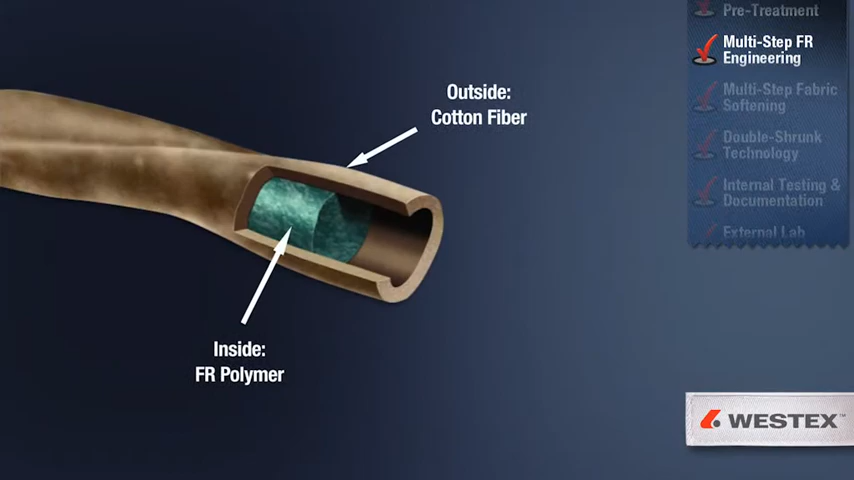 Pre-Treatment
Multi-Step FR
Engineering
Outside:
Cotton Fiber
Multi-Step Fabric
Softening
Double-Shrunk
Technology
Internal Testing &
Documentation
External Lab
Inside:
FR Polymer
WESTEX™